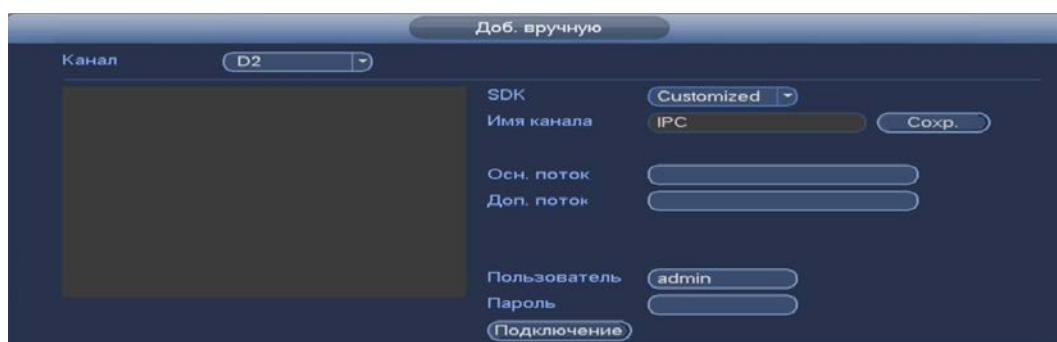 Доб. вручную
Канал D2
SDK Customized
Имя канала IPC Сохр.
Осн. поток
Доп. поток
Пользователь admin
Пароль
Подключение